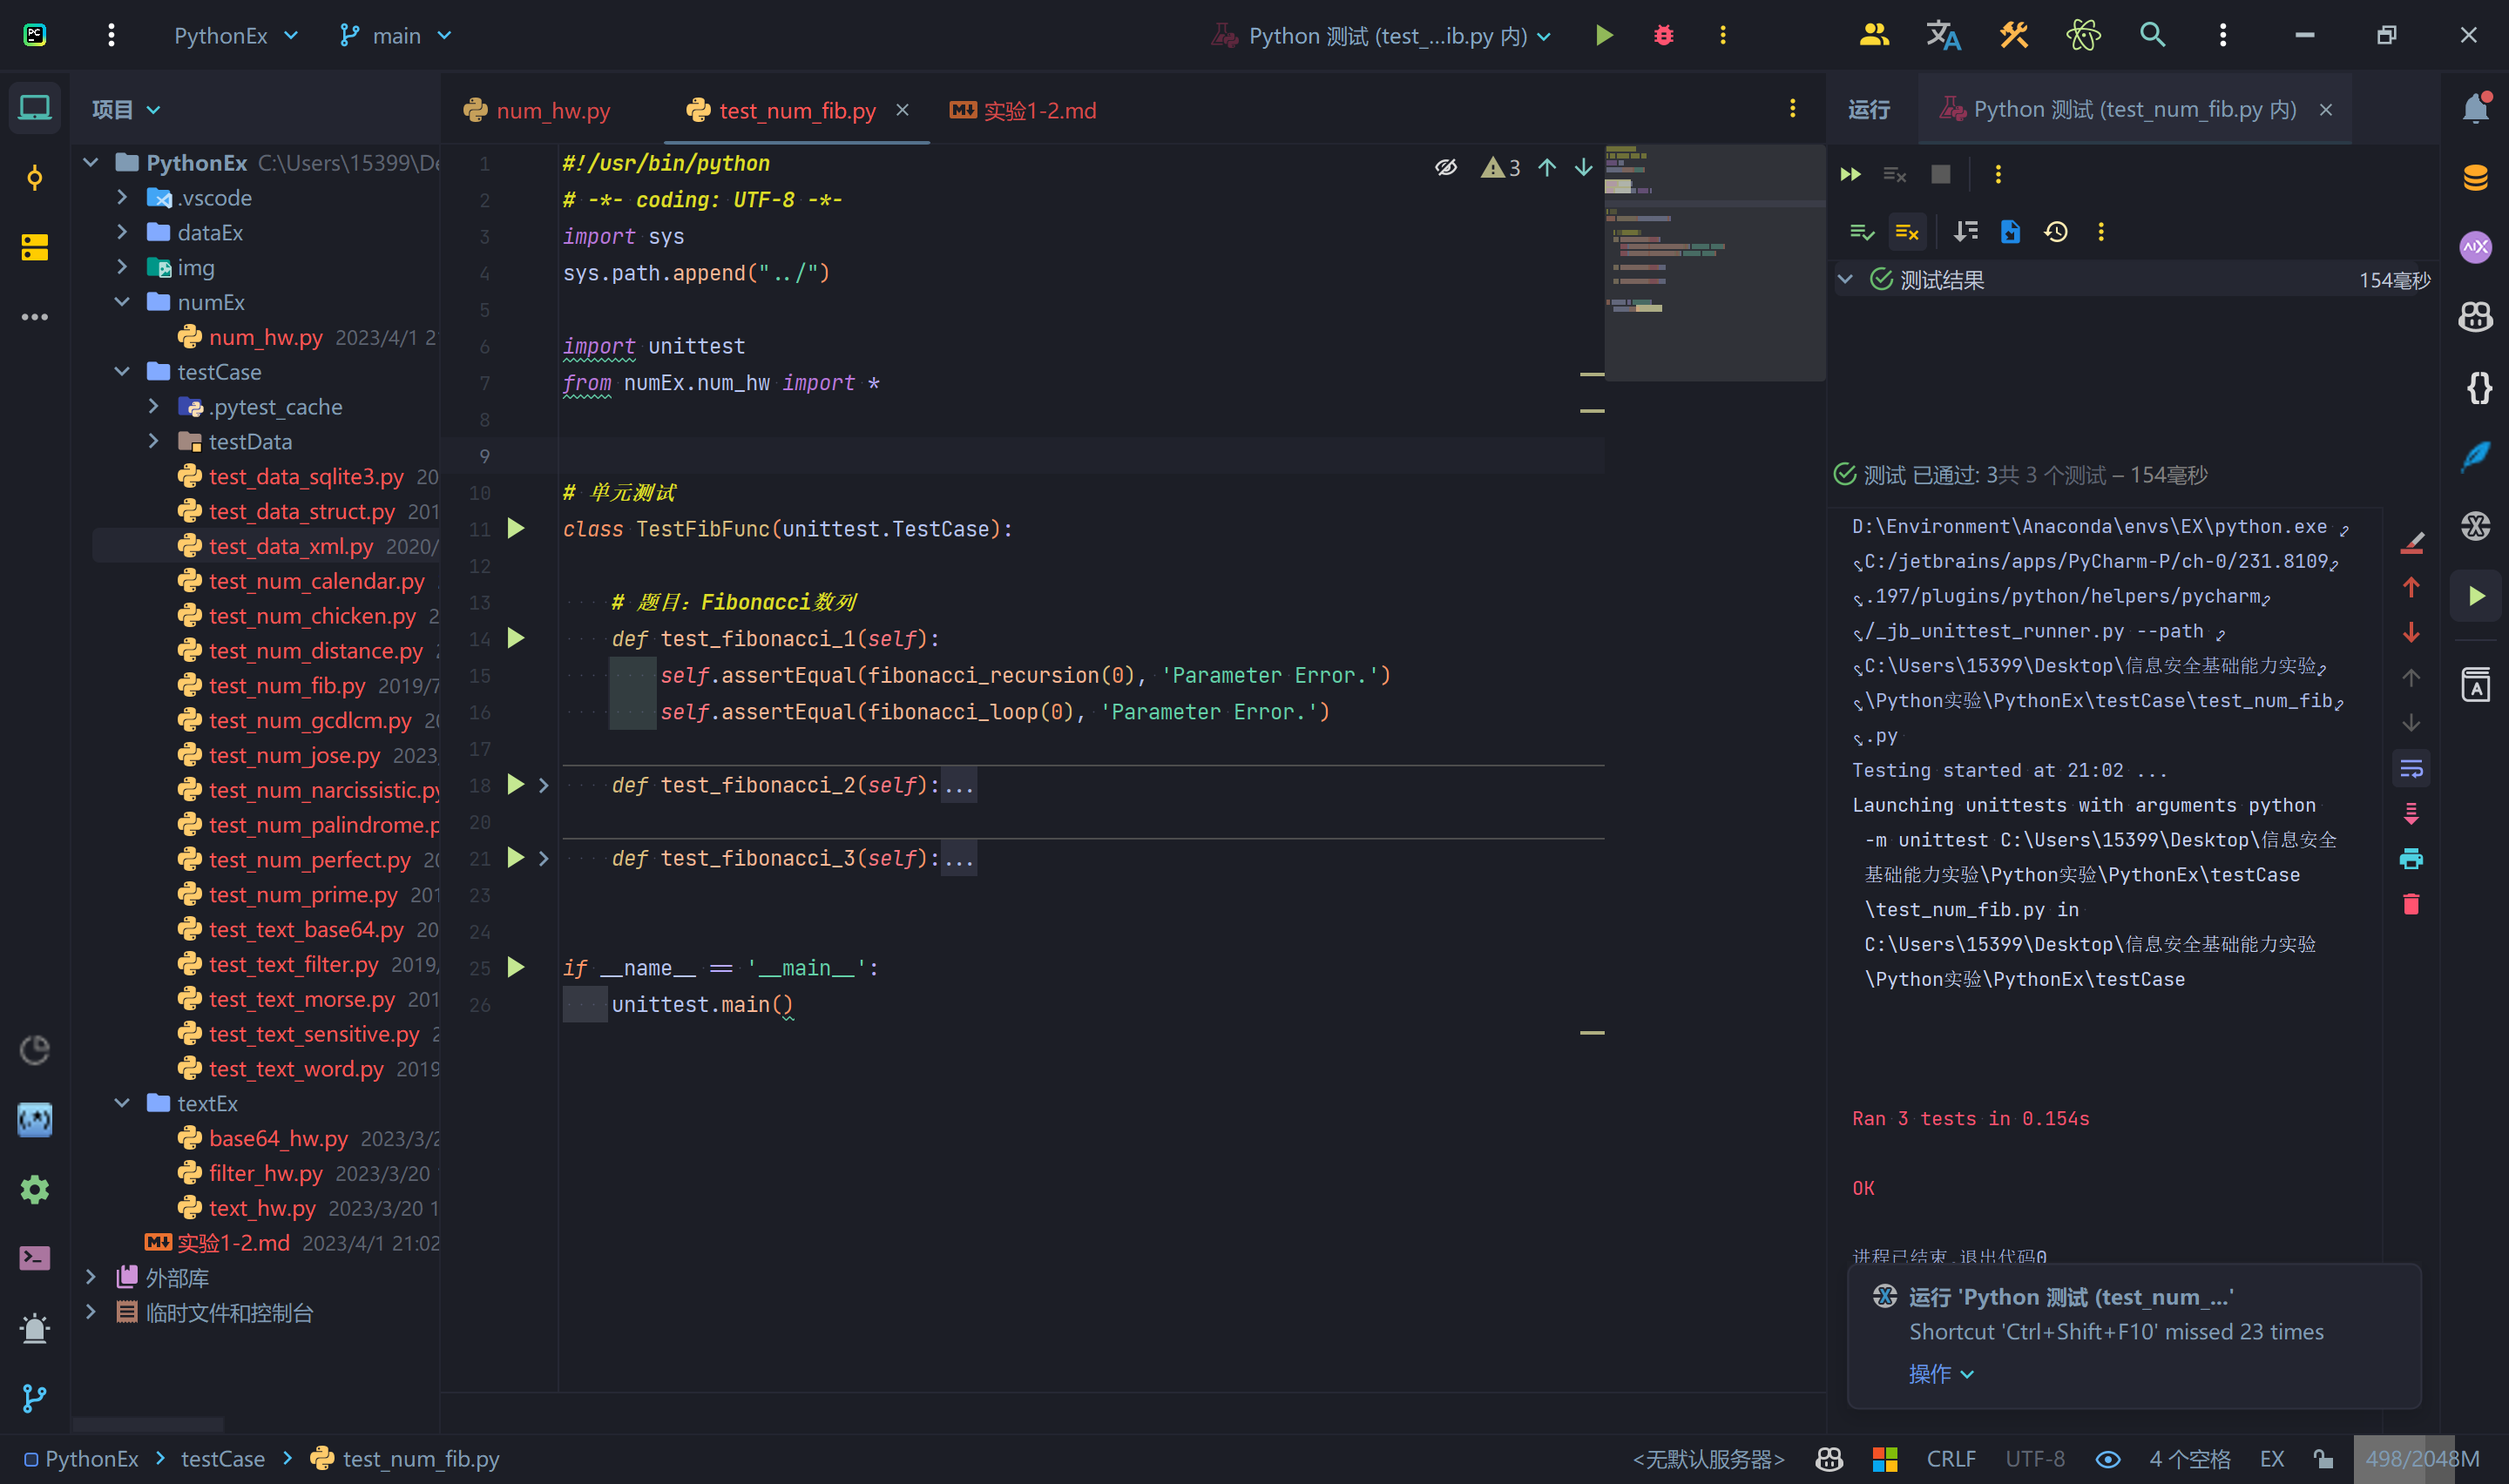 PythonEx
main
Python 测试 (test_...ib.py 内)
项目
PythonEx C:\Users\15399\De
.vscode
dataEx
img
numEx
num_hw.py 2023/4/1 2
testCase
.pytest_cache
testData
test_data_sqlite3.py 20
test_data_struct.py 201
test_data_xml.py 2020/
test_num_calendar.py
test_num_chicken.py 2
test_num_distance.py
test_num_fib.py 2019/7
test_num_gcdlcm.py 20
test_num_jose.py 2023
test_num_narcissistic.py
test_num_palindrome.p
test_num_perfect.py 20
test_num_prime.py 201
test_text_base64.py 20
test_text_filter.py 2019/
test_text_morse.py 201
test_text_sensitive.py 2
test_text_word.py 2019
textEx
base64_hw.py 2023/3/2
filter_hw.py 2023/3/20
text_hw.py 2023/3/20 1
实验1-2.md 2023/4/1 21:02
外部库
临时文件和控制台
num_hw.py
test_num_fib.py
实验1-2.md
3
1 #!/usr/bin/python
2 # -*- coding: UTF-8 -*-
3 import sys
4 sys.path.append("../")
5
6 import unittest
7 from numEx.num_hw import *
8
9
10 # 单元测试
11 class TestFibFunc(unittest.TestCase):
12
13 # 题目：Fibonacci数列
14 def test_fibonacci_1(self):
15 self.assertEqual(fibonacci_recursion(0), 'Parameter Error.')
16 self.assertEqual(fibonacci_loop(0), 'Parameter Error.')
17
18 def test_fibonacci_2(self):...
20
21 def test_fibonacci_3(self):...
23
24
25 if __name__ == '__main__':
26 unittest.main()
运行
Python 测试 (test_num_fib.py 内)
测试结果 154毫秒
测试 已通过: 3共 3 个测试 – 154毫秒
D:\Environment\Anaconda\envs\EX\python.exe
C:/jetbrains/apps/PyCharm-P/ch-0/231.8109
.197/plugins/python/helpers/pycharm
/_jb_unittest_runner.py --path
C:\Users\15399\Desktop\信息安全基础能力实验
\Python实验\PythonEx\testCase\test_num_fib
.py
Testing started at 21:02 ...
Launching unittests with arguments python
-m unittest C:\Users\15399\Desktop\信息安全
基础能力实验\Python实验\PythonEx\testCase
\test_num_fib.py in
C:\Users\15399\Desktop\信息安全基础能力实验
\Python实验\PythonEx\testCase
Ran 3 tests in 0.154s
OK
进程已结束,退出代码0
运行 'Python 测试 (test_num_...'
Shortcut 'Ctrl+Shift+F10' missed 23 times
操作
PythonEx
testCase
test_num_fib.py
<无默认服务器>
CRLF
UTF-8
4 个空格
EX
498/2048M